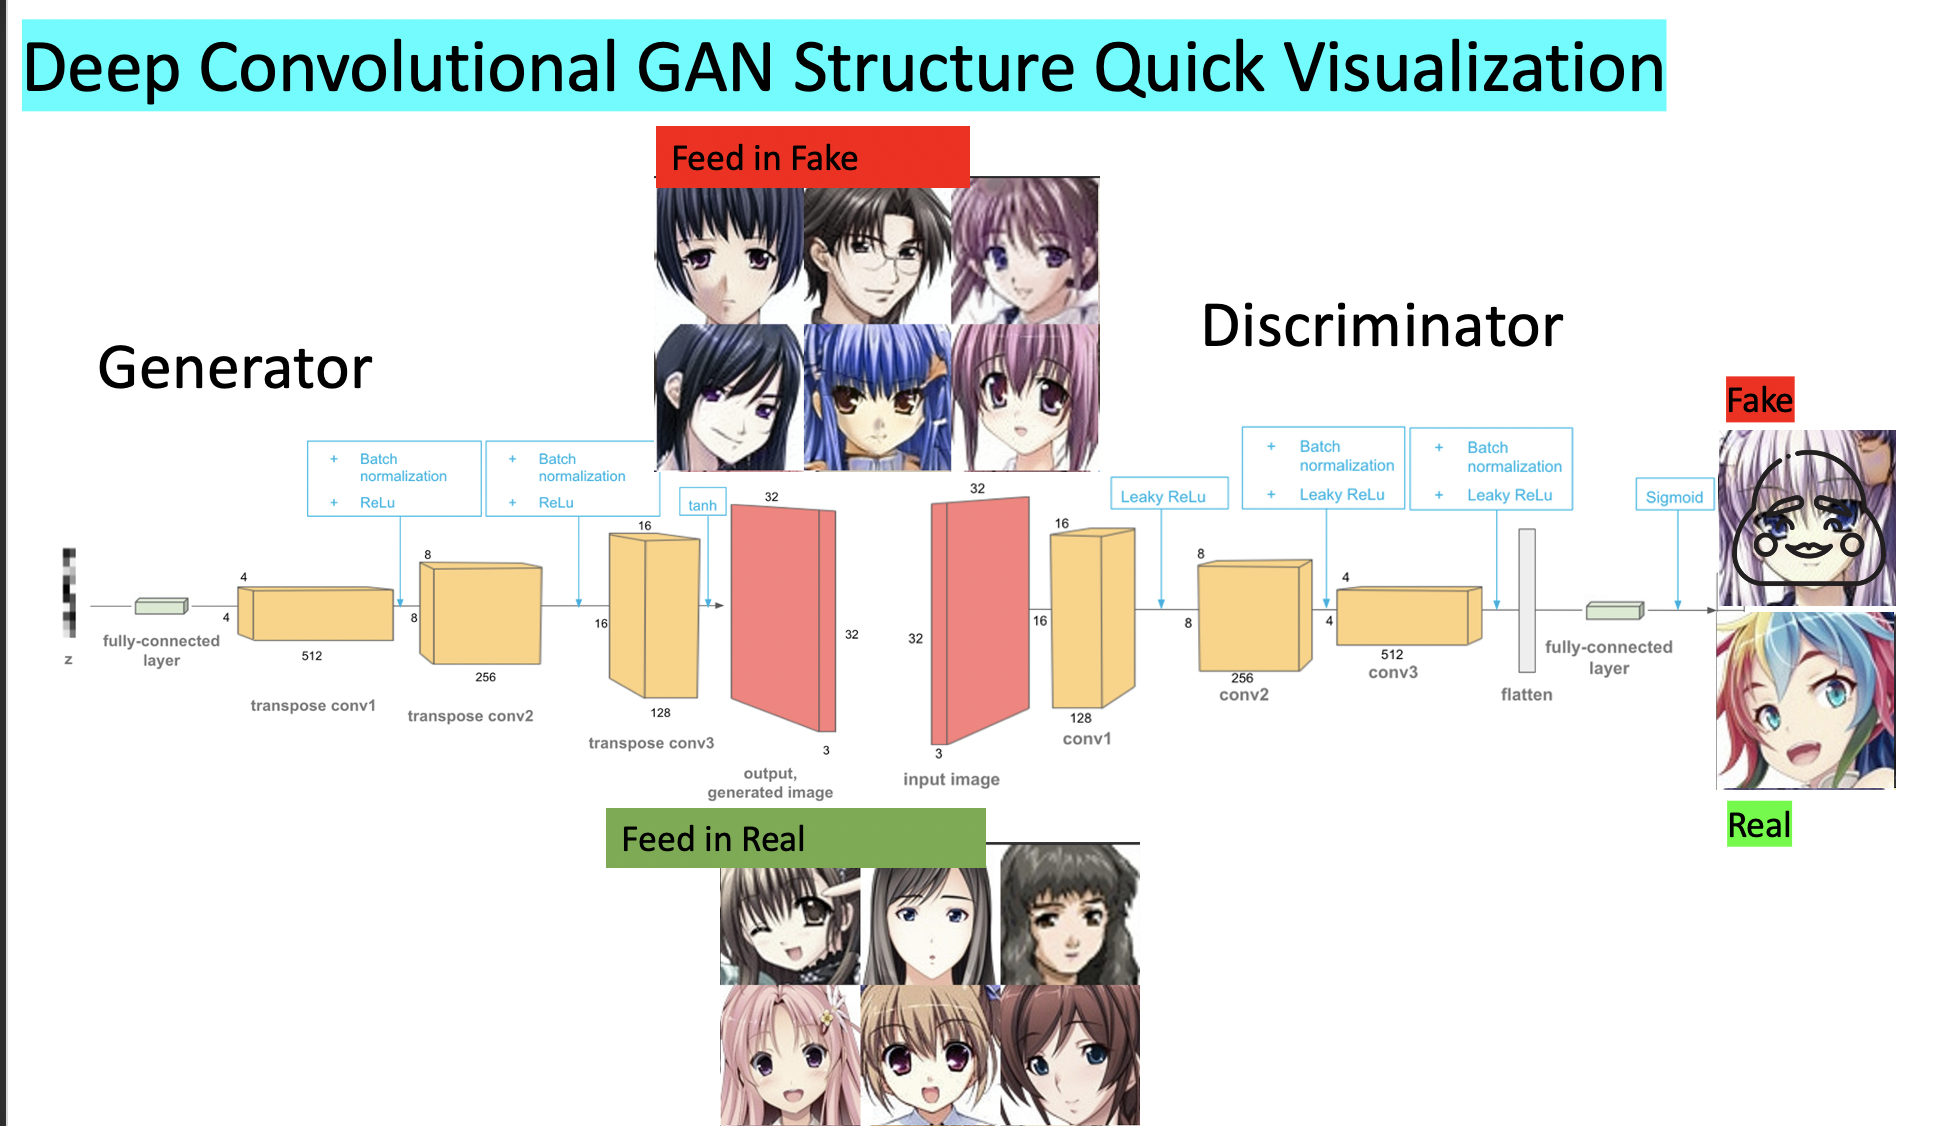 Deep Convolutional GAN Structure Quick Visualization
Feed in Fake
Generator
Discriminator
Fake
+ Batch
normalization
+ ReLu
+ Batch
normalization
+ ReLu
tanh
z
fully-connected
layer
4
4
512
transpose conv1
8
8
256
transpose conv2
16
16
128
transpose conv3
32
32
3
output,
generated image
32
32
3
input image
Leaky ReLu
+ Batch
normalization
+ Leaky ReLu
+ Batch
normalization
+ Leaky ReLu
Sigmoid
16
16
128
conv1
8
8
256
conv2
4
4
512
conv3
flatten
fully-connected
layer
Feed in Real
Real